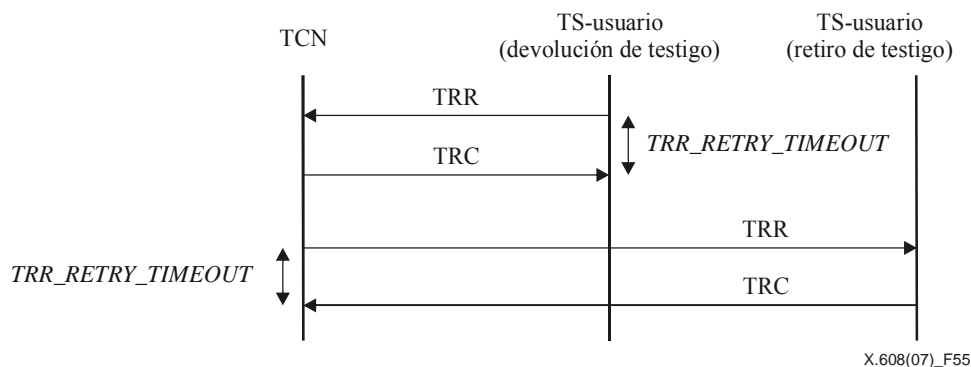 TCN
TS-usuario
(devolución de testigo)
TS-usuario
(retiro de testigo)
TRR
TRR_RETRY_TIMEOUT
TRC
TRR
TRR_RETRY_TIMEOUT
TRC
X.608(07)_F55